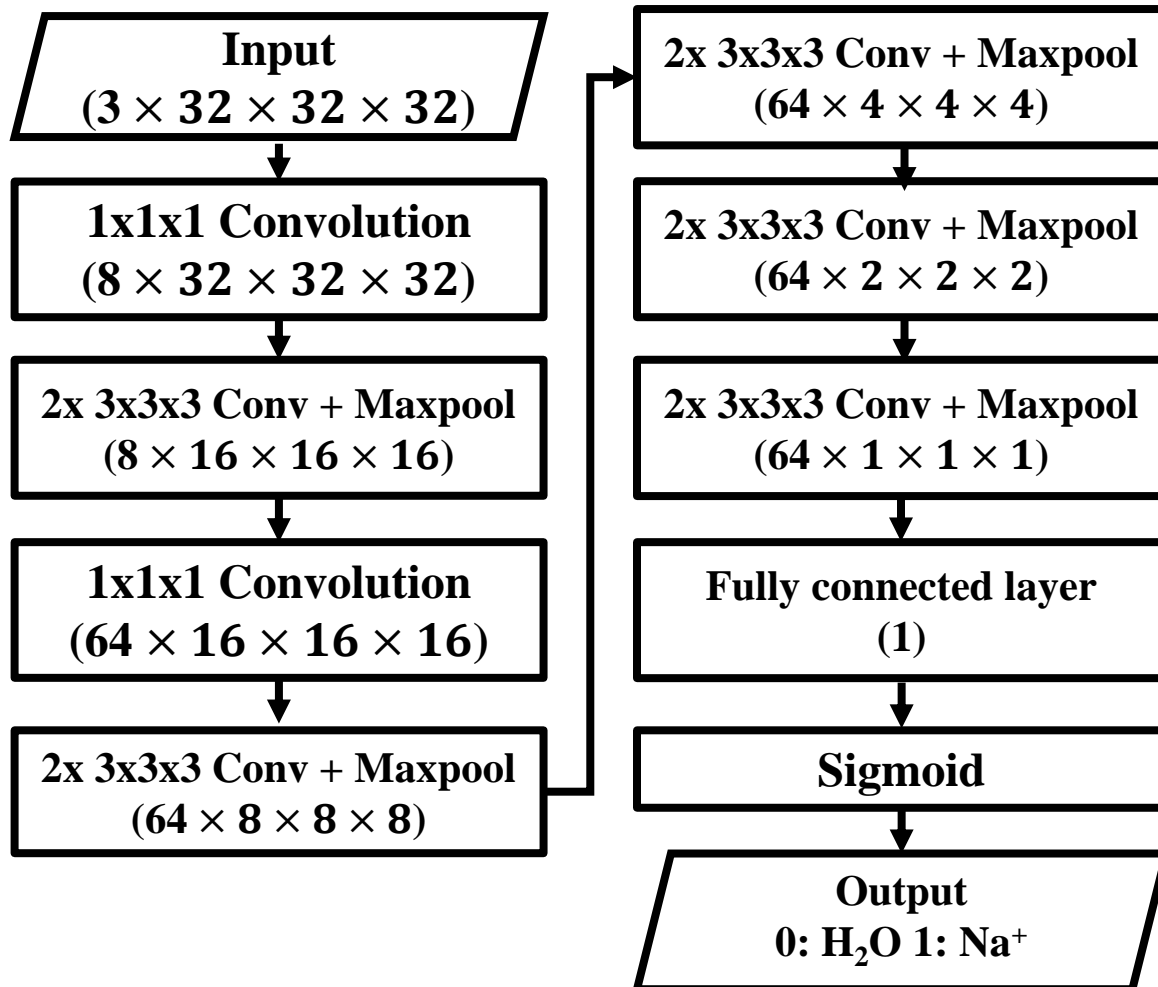 Input
(3 × 32 × 32 × 32)
1x1x1 Convolution
(8 × 32 × 32 × 32)
2x 3x3x3 Conv + Maxpool
(8 × 16 × 16 × 16)
1x1x1 Convolution
(64 × 16 × 16 × 16)
2x 3x3x3 Conv + Maxpool
(64 × 8 × 8 × 8)
2x 3x3x3 Conv + Maxpool
(64 × 4 × 4 × 4)
2x 3x3x3 Conv + Maxpool
(64 × 2 × 2 × 2)
2x 3x3x3 Conv + Maxpool
(64 × 1 × 1 × 1)
Fully connected layer
(1)
Sigmoid
Output
0: H₂O 1: Na⁺